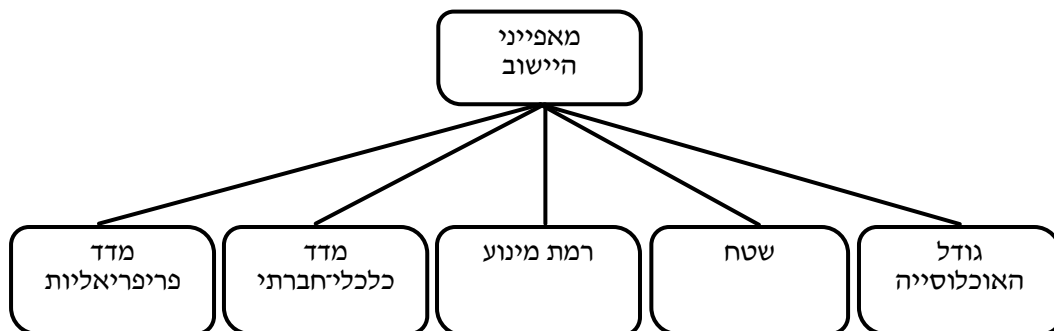 מאפייני
היישוב
גודל
האוכלוסייה
שטח
רמת מינוע
מדד
כלכלי־חברתי
מדד
פריפריאליות